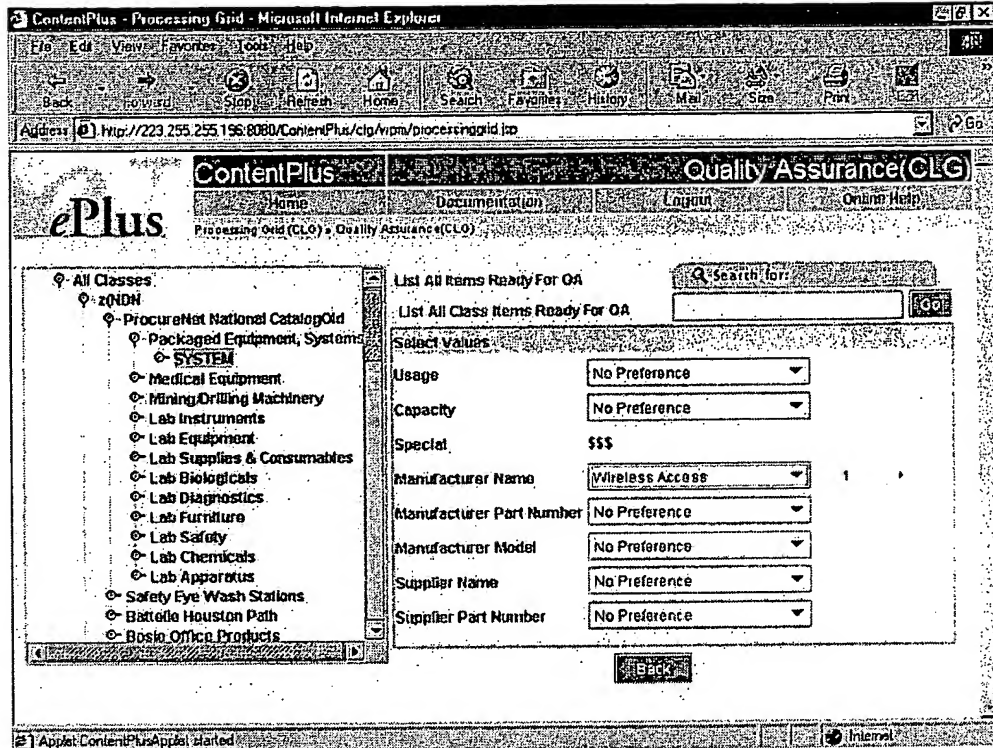 ContentPlus - Processing Grid - Microsoft Internet Explorer
File Edit View Favorites Tools Help
Back Forward Stop Refresh Home Search Favorites History Mail Size Print
Address http://223.255.255.196:8080/ContentPlus/clg/vvpm/processinggrid.jsp Go
ContentPlus Quality Assurance(CLG)
ePlus
Home Documentation Logout Online Help
Processing Grid (CLG) » Quality Assurance(CLG)
All Classes
z(NDN
ProcureNet National CatalogOld
Packaged Equipment, Systems
SYSTEM
Medical Equipment
Mining/Drilling Machinery
Lab Instruments
Lab Equipment
Lab Supplies & Consumables
Lab Biologicals
Lab Diagnostics
Lab Furniture
Lab Safety
Lab Chemicals
Lab Apparatus
Safety Eye Wash Stations
Battelle Houston Path
Bosio Office Products
List All Items Ready For QA
Search for:
List All Class Items Ready For QA
Go!
Select Values
Usage No Preference
Capacity No Preference
Special $$$
Manufacturer Name Wireless Access 1
Manufacturer Part Number No Preference
Manufacturer Model No Preference
Supplier Name No Preference
Supplier Part Number No Preference
Back
Applet ContentPlusApplet started
Internet